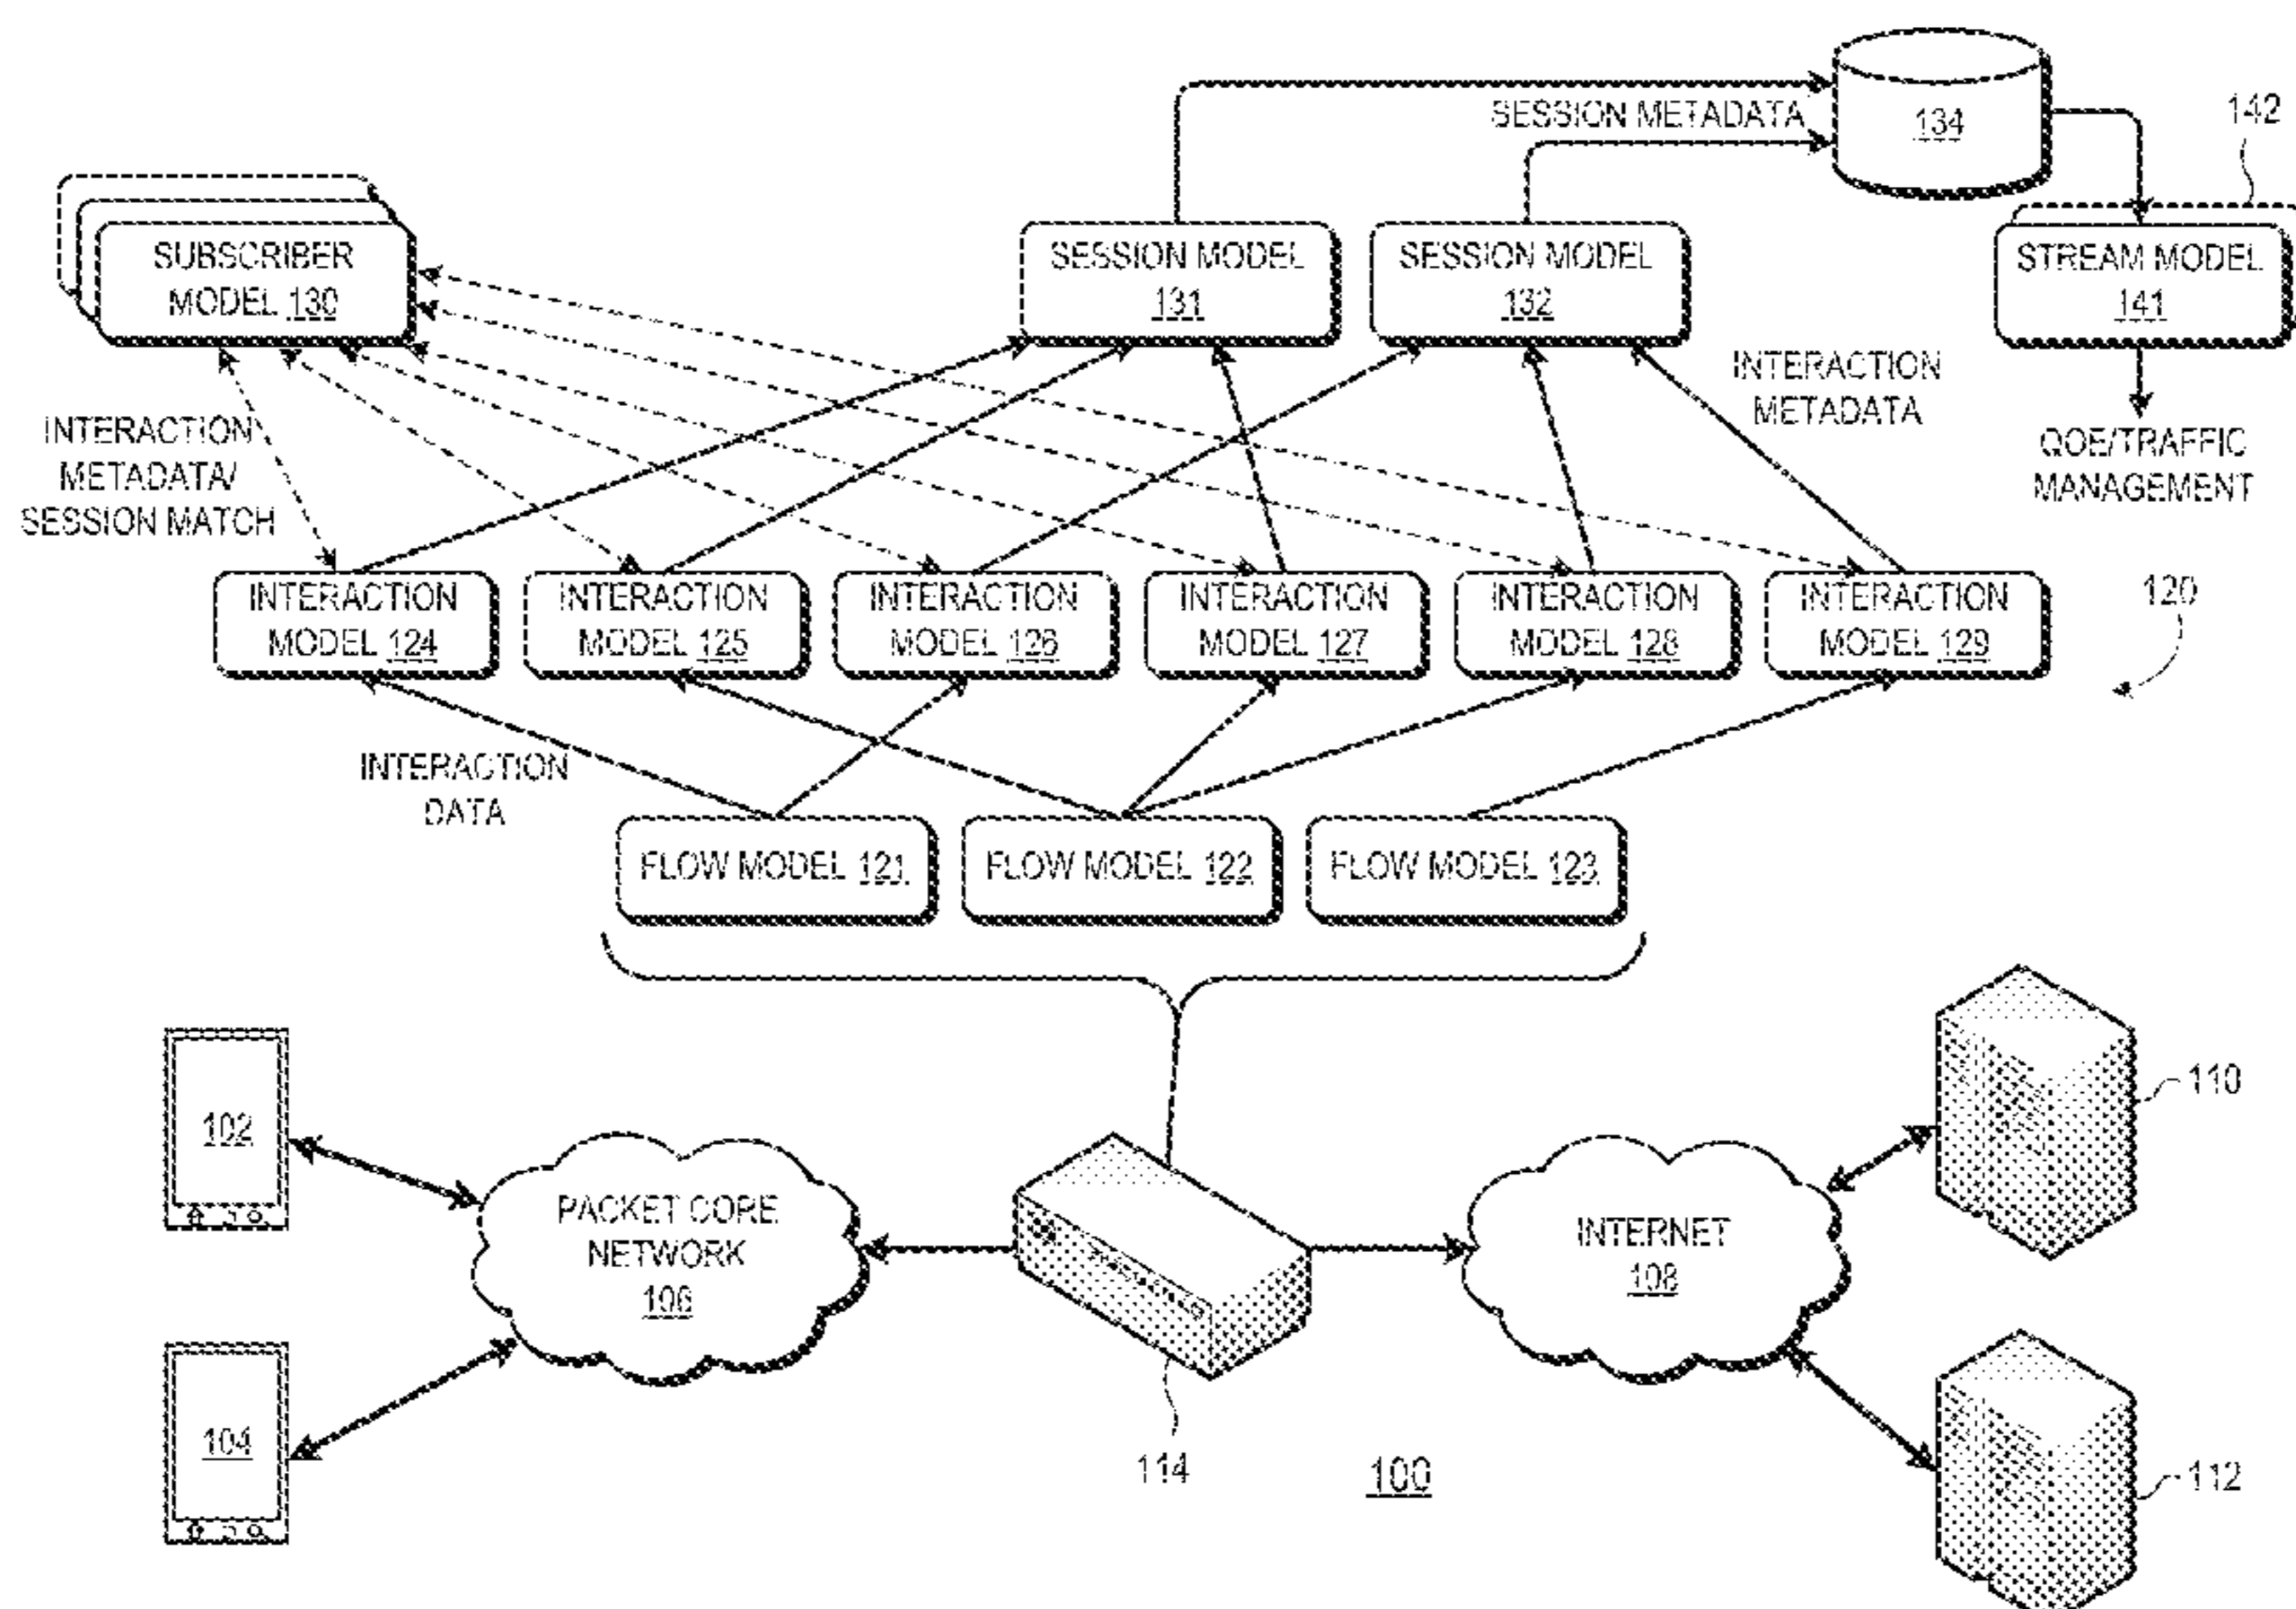 SESSION METADATA
134
142
SUBSCRIBER
MODEL 130
SESSION MODEL
131
SESSION MODEL
132
STREAM MODEL
141
INTERACTION
METADATA
QOE/TRAFFIC
MANAGEMENT
INTERACTION
METADATA/
SESSION MATCH
INTERACTION
MODEL 124
INTERACTION
MODEL 125
INTERACTION
MODEL 126
INTERACTION
MODEL 127
INTERACTION
MODEL 128
INTERACTION
MODEL 129
120
INTERACTION
DATA
FLOW MODEL 121
FLOW MODEL 122
FLOW MODEL 123
102
PACKET CORE
NETWORK
106
INTERNET
108
110
104
114
100
112